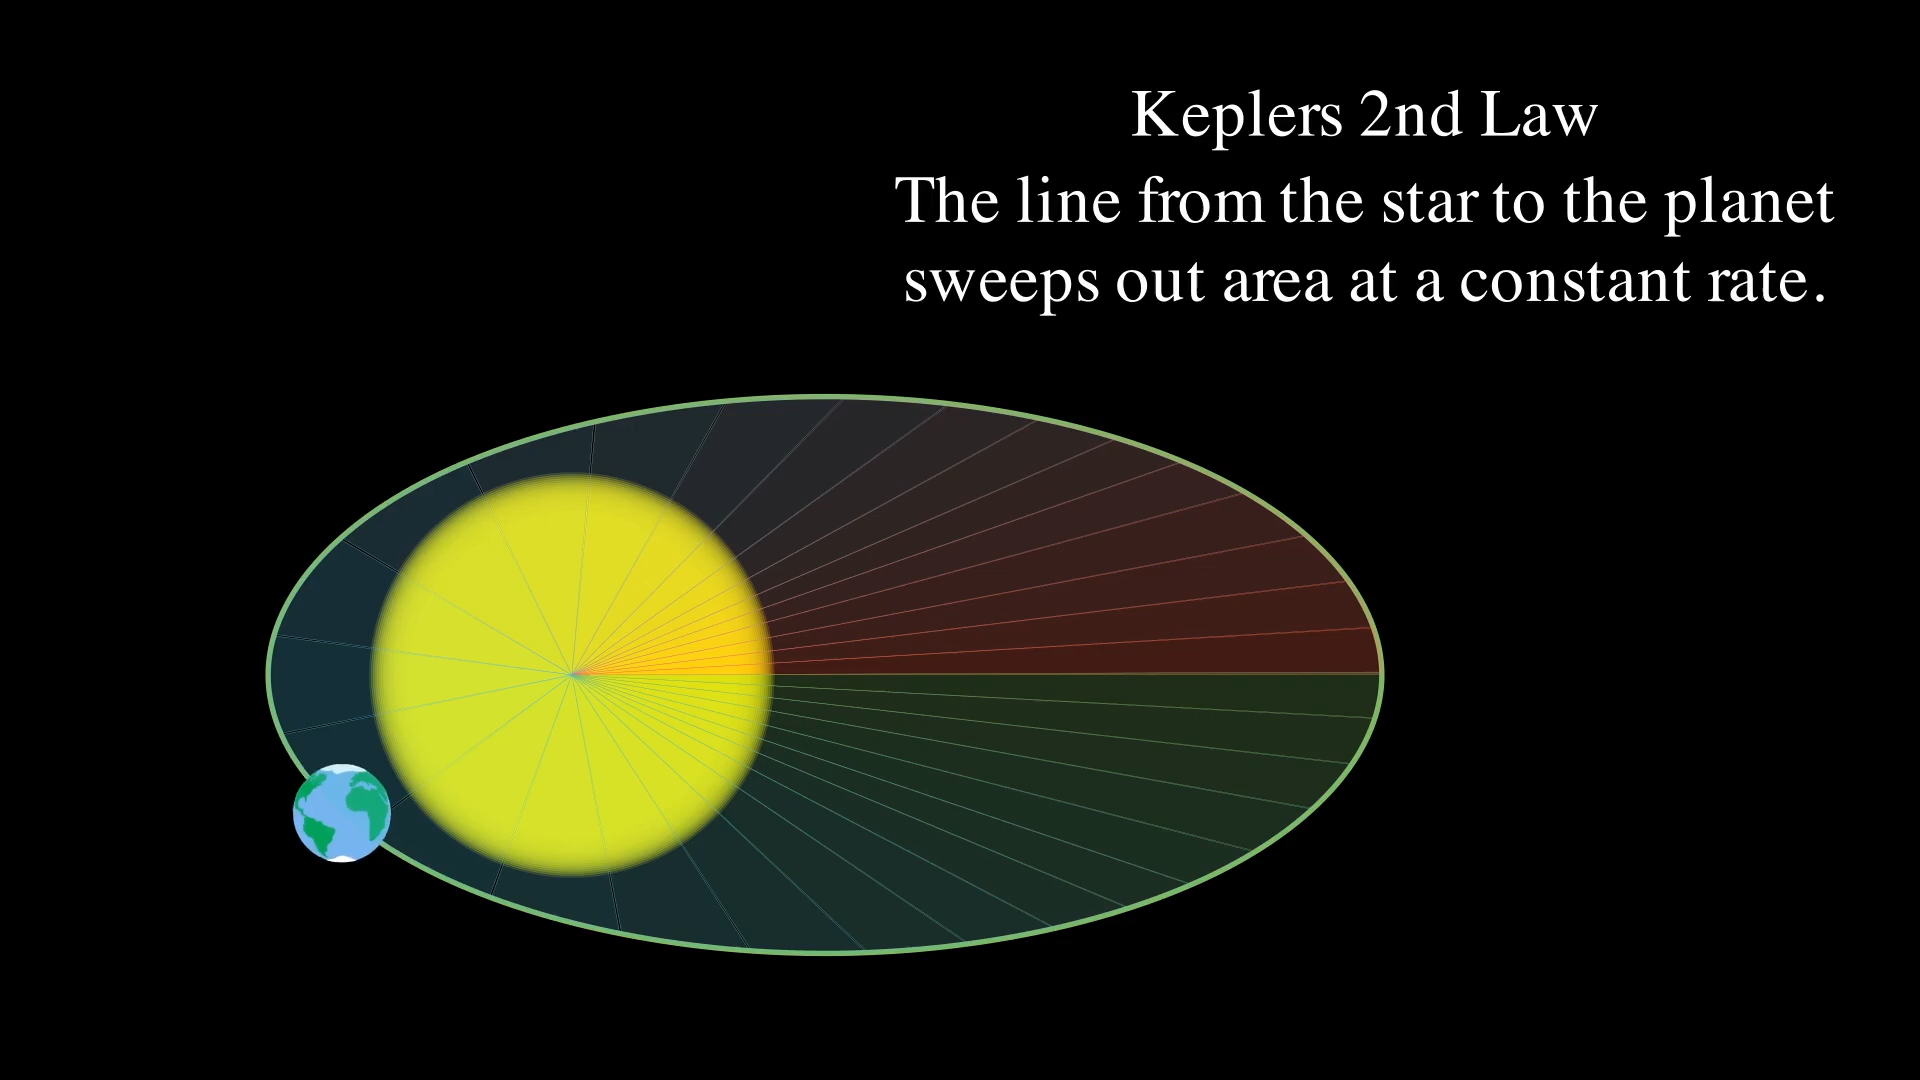 Keplers 2nd Law
The line from the star to the planet
sweeps out area at a constant rate.